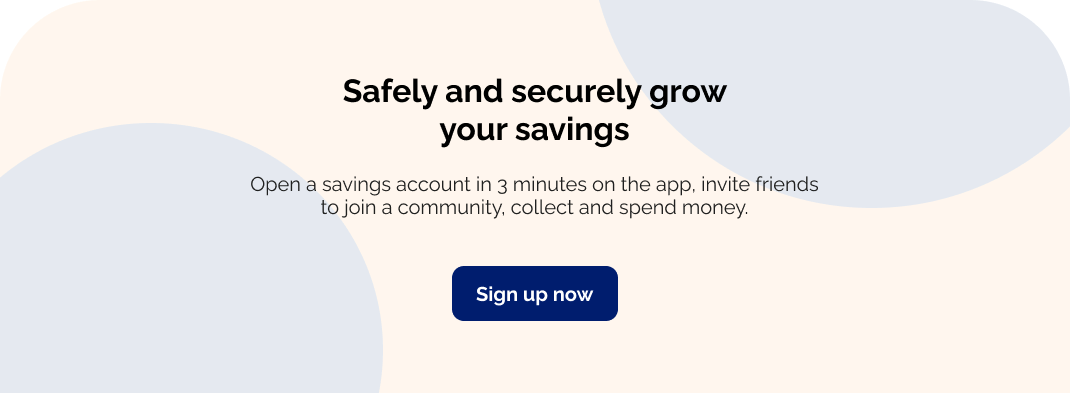 Safely and securely grow
your savings
Open a savings account in 3 minutes on the app, invite friends
to join a community, collect and spend money.
Sign up now